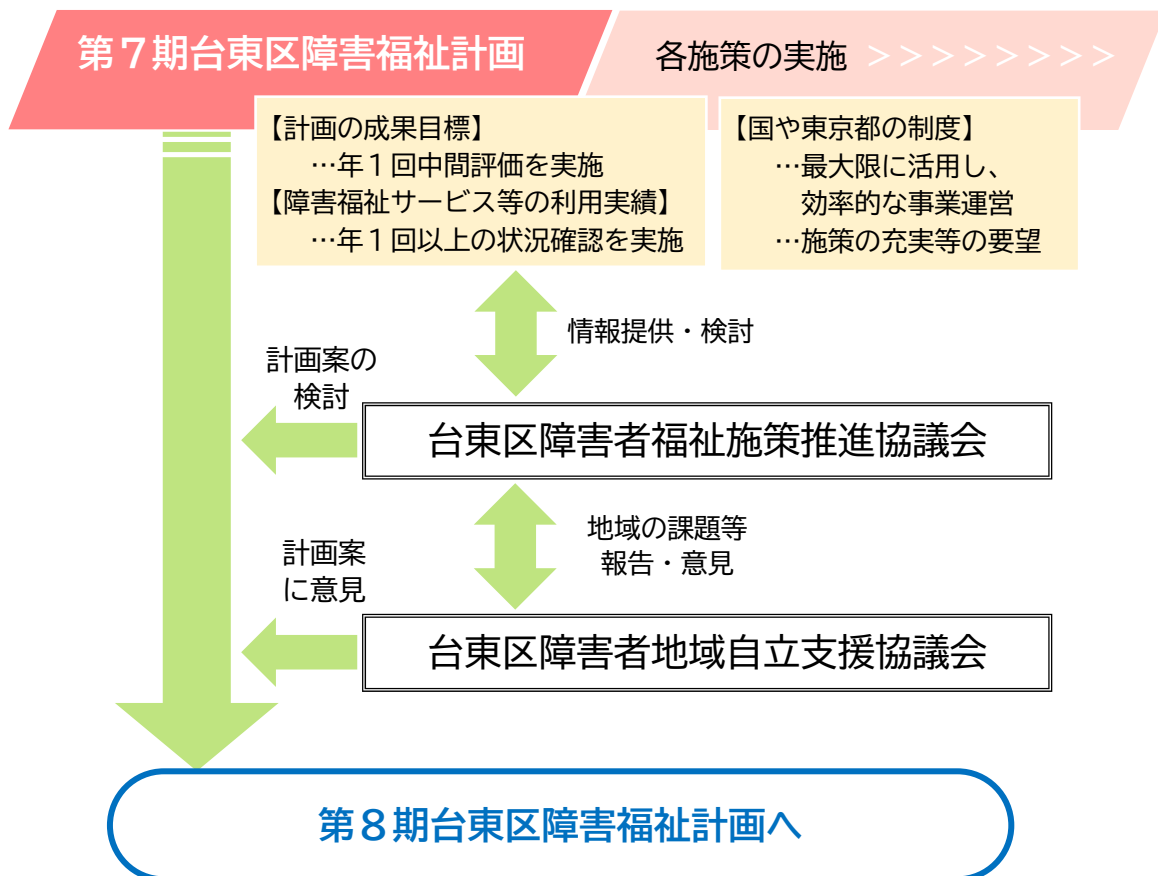 第７期台東区障害福祉計画
各施策の実施 ＞＞＞＞＞＞＞＞
【計画の成果目標】
…年１回中間評価を実施
【障害福祉サービス等の利用実績】
…年１回以上の状況確認を実施
【国や東京都の制度】
…最大限に活用し、
効率的な事業運営
…施策の充実等の要望
情報提供・検討
計画案の
検討
台東区障害者福祉施策推進協議会
地域の課題等
報告・意見
計画案
に意見
台東区障害者地域自立支援協議会
第８期台東区障害福祉計画へ